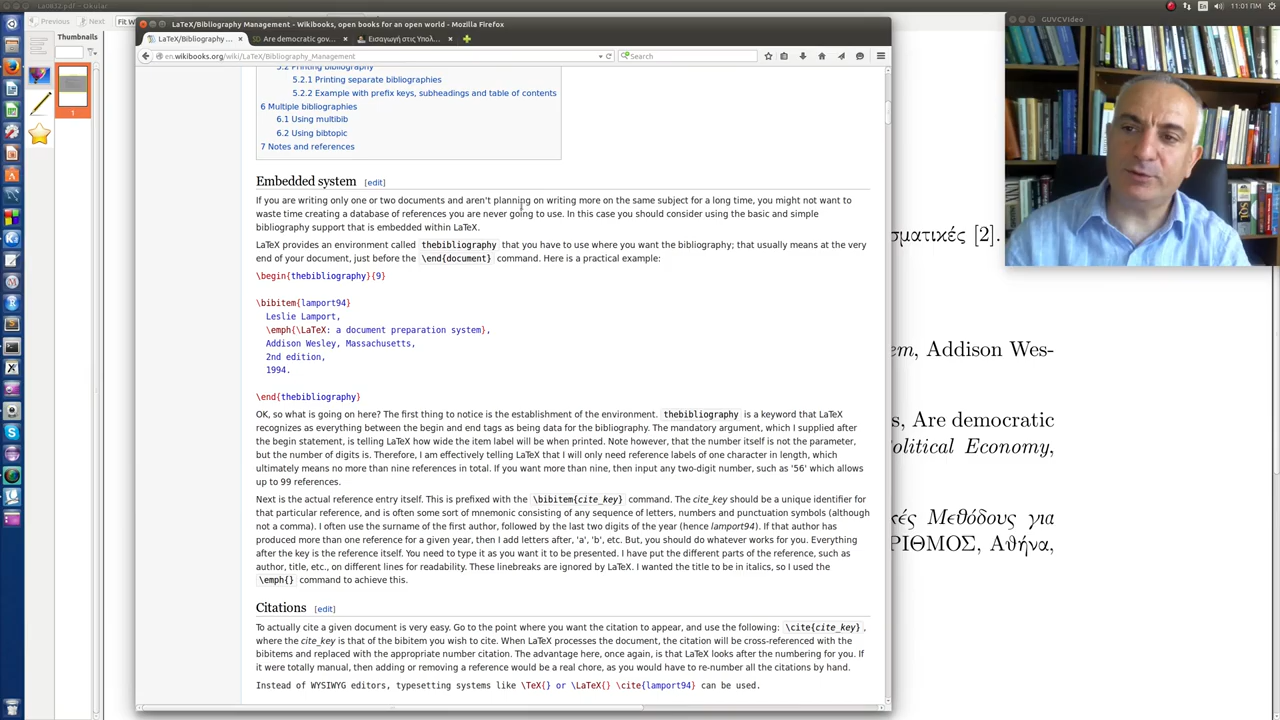 La0832.pdf - Okular
LaTeX/Bibliography Management - Wikibooks, open books for an open world - Mozilla Firefox
GUVCVideo
En
11:01 ΠΜ
Previous
Next
Fit W
Thumbnails
1
LaTeX/Bibliography ...
Are democratic gov...
Εισαγωγή στις Υπολ...
en.wikibooks.org/wiki/LaTeX/Bibliography_Management
Search
5.2 Printing bibliography
5.2.1 Printing separate bibliographies
5.2.2 Example with prefix keys, subheadings and table of contents
6 Multiple bibliographies
6.1 Using multibib
6.2 Using bibtopic
7 Notes and references
Embedded system [edit]
If you are writing only one or two documents and aren't planning on writing more on the same subject for a long time, you might not want to
waste time creating a database of references you are never going to use. In this case you should consider using the basic and simple
bibliography support that is embedded within LaTeX.
LaTeX provides an environment called thebibliography that you have to use where you want the bibliography; that usually means at the very
end of your document, just before the \end{document} command. Here is a practical example:
\begin{thebibliography}{9}
\bibitem{lamport94}
Leslie Lamport,
\emph{\LaTeX: a document preparation system},
Addison Wesley, Massachusetts,
2nd edition,
1994.
\end{thebibliography}
OK, so what is going on here? The first thing to notice is the establishment of the environment. thebibliography is a keyword that LaTeX
recognizes as everything between the begin and end tags as being data for the bibliography. The mandatory argument, which I supplied after
the begin statement, is telling LaTeX how wide the item label will be when printed. Note however, that the number itself is not the parameter,
but the number of digits is. Therefore, I am effectively telling LaTeX that I will only need reference labels of one character in length, which
ultimately means no more than nine references in total. If you want more than nine, then input any two-digit number, such as '56' which allows
up to 99 references.
Next is the actual reference entry itself. This is prefixed with the \bibitem{cite_key} command. The cite_key should be a unique identifier for
that particular reference, and is often some sort of mnemonic consisting of any sequence of letters, numbers and punctuation symbols (although
not a comma). I often use the surname of the first author, followed by the last two digits of the year (hence lamport94). If that author has
produced more than one reference for a given year, then I add letters after, 'a', 'b', etc. But, you should do whatever works for you. Everything
after the key is the reference itself. You need to type it as you want it to be presented. I have put the different parts of the reference, such as
author, title, etc., on different lines for readability. These linebreaks are ignored by LaTeX. I wanted the title to be in italics, so I used the
\emph{} command to achieve this.
Citations [edit]
To actually cite a given document is very easy. Go to the point where you want the citation to appear, and use the following: \cite{cite_key},
where the cite_key is that of the bibitem you wish to cite. When LaTeX processes the document, the citation will be cross-referenced with the
bibitems and replaced with the appropriate number citation. The advantage here, once again, is that LaTeX looks after the numbering for you. If
it were totally manual, then adding or removing a reference would be a real chore, as you would have to re-number all the citations by hand.
Instead of WYSIWYG editors, typesetting systems like \TeX{} or \LaTeX{} \cite{lamport94} can be used.
σματικές [2].
em, Addison Wes-
s, Are democratic
olitical Economy,
κές Μεθόδους για
ΡΙΘΜΟΣ, Αθήνα,